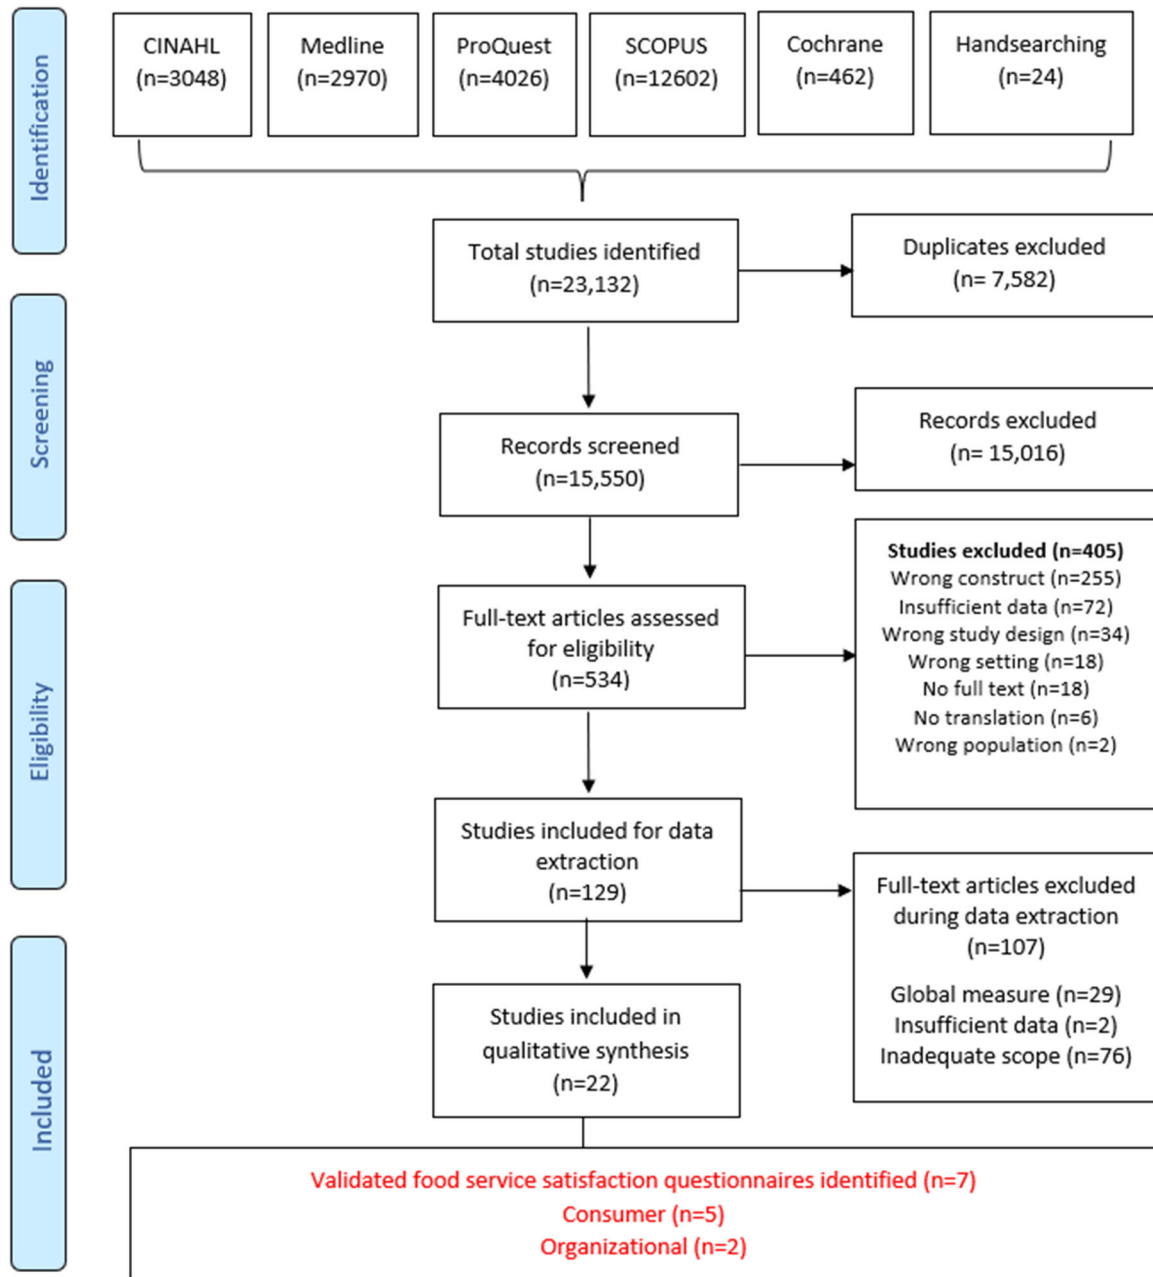 Identification
CINAHL
(n=3048)
Medline
(n=2970)
ProQuest
(n=4026)
SCOPUS
(n=12602)
Cochrane
(n=462)
Handsearching
(n=24)
Total studies identified
(n=23,132)
Duplicates excluded
(n= 7,582)
Screening
Records screened
(n=15,550)
Records excluded
(n= 15,016)
Eligibility
Full-text articles assessed
for eligibility
(n=534)
Studies excluded (n=405)
Wrong construct (n=255)
Insufficient data (n=72)
Wrong study design (n=34)
Wrong setting (n=18)
No full text (n=18)
No translation (n=6)
Wrong population (n=2)
Studies included for data
extraction
(n=129)
Full-text articles excluded
during data extraction
(n=107)
Global measure (n=29)
Insufficient data (n=2)
Inadequate scope (n=76)
Included
Studies included in
qualitative synthesis
(n=22)
Validated food service satisfaction questionnaires identified (n=7)
Consumer (n=5)
Organizational (n=2)